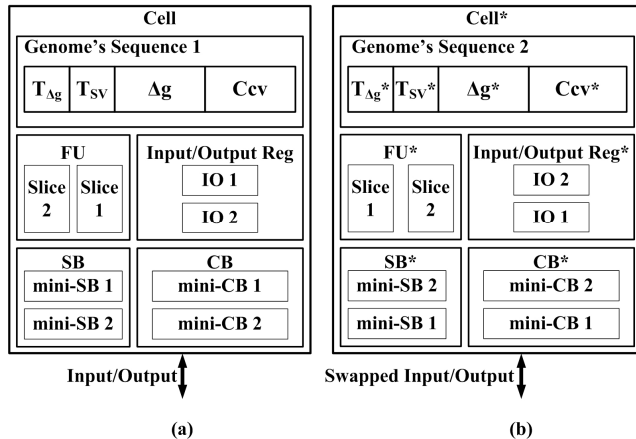 Cell
Genome's Sequence 1
TΔg TSV Δg Ccv
FU
Slice 2
Slice 1
Input/Output Reg
IO 1
IO 2
SB
mini-SB 1
mini-SB 2
CB
mini-CB 1
mini-CB 2
Input/Output
(a)
Cell*
Genome's Sequence 2
TΔg* TSV* Δg* Ccv*
FU*
Slice 1
Slice 2
Input/Output Reg*
IO 2
IO 1
SB*
mini-SB 2
mini-SB 1
CB*
mini-CB 2
mini-CB 1
Swapped Input/Output
(b)